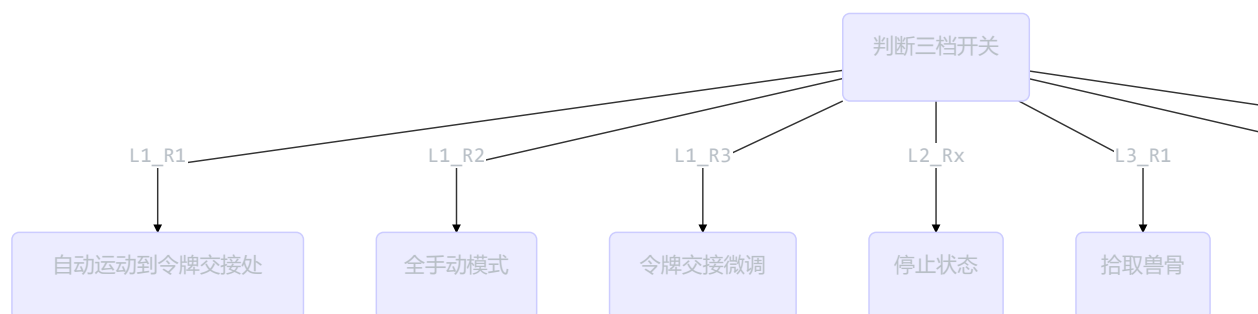 判断三档开关
L1_R1
L1_R2
L1_R3
L2_Rx
L3_R1
自动运动到令牌交接处
全手动模式
令牌交接微调
停止状态
拾取兽骨